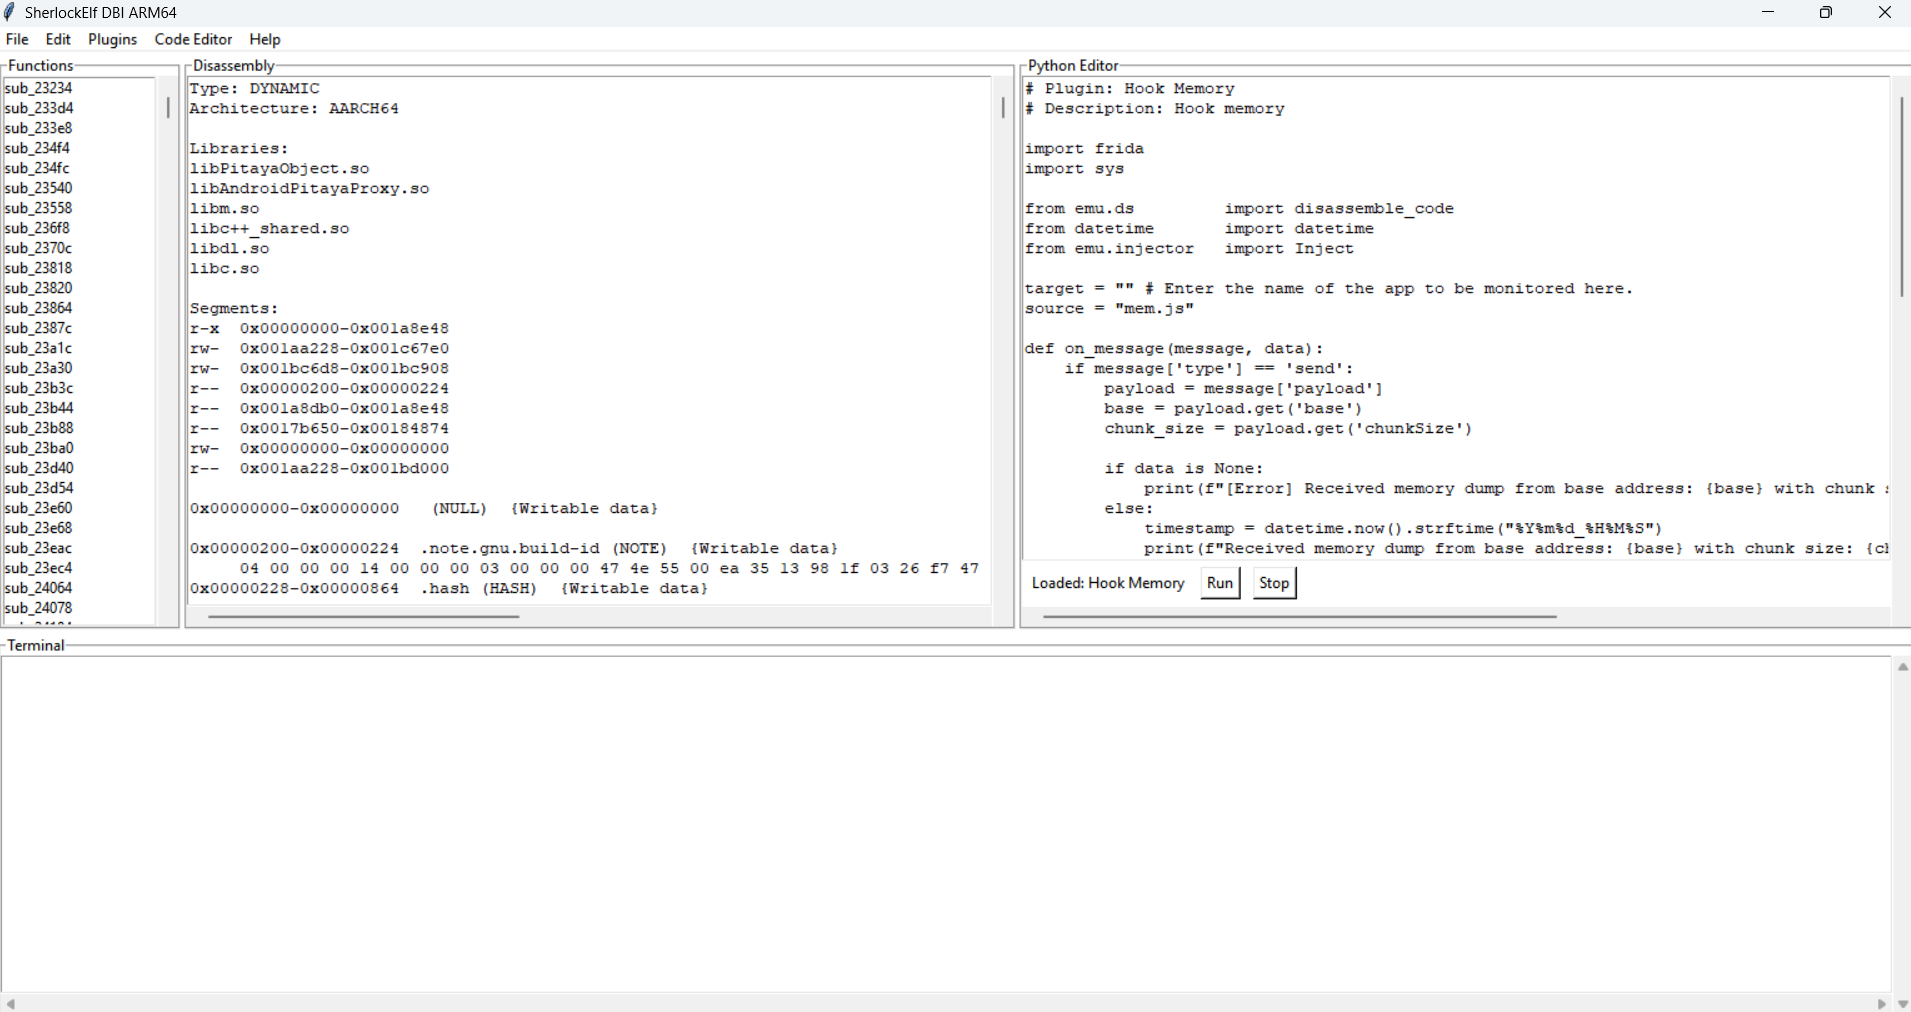 SherlockElf DBI ARM64
File Edit Plugins Code Editor Help
Functions
sub_23234
sub_233d4
sub_233e8
sub_234f4
sub_234fc
sub_23540
sub_23558
sub_236f8
sub_2370c
sub_23818
sub_23820
sub_23864
sub_2387c
sub_23a1c
sub_23a30
sub_23b3c
sub_23b44
sub_23b88
sub_23ba0
sub_23d40
sub_23d54
sub_23e60
sub_23e68
sub_23eac
sub_23ec4
sub_24064
sub_24078
Disassembly
Type: DYNAMIC
Architecture: AARCH64
Libraries:
libPitayaObject.so
libAndroidPitayaProxy.so
libm.so
libc++_shared.so
libdl.so
libc.so
Segments:
r-x  0x00000000-0x001a8e48
rw-  0x001aa228-0x001c67e0
rw-  0x001bc6d8-0x001bc908
r--  0x00000200-0x00000224
r--  0x001a8db0-0x001a8e48
r--  0x0017b650-0x00184874
rw-  0x00000000-0x00000000
r--  0x001aa228-0x001bd000
0x00000000-0x00000000   (NULL)  {Writable data}
0x00000200-0x00000224  .note.gnu.build-id (NOTE)  {Writable data}
04 00 00 00 14 00 00 00 03 00 00 00 47 4e 55 00 ea 35 13 98 1f 03 26 f7 47
0x00000228-0x00000864  .hash (HASH)  {Writable data}
Python Editor
# Plugin: Hook Memory
# Description: Hook memory
import frida
import sys
from emu.ds         import disassemble_code
from datetime       import datetime
from emu.injector   import Inject
target = "" # Enter the name of the app to be monitored here.
source = "mem.js"
def on_message(message, data):
    if message['type'] == 'send':
        payload = message['payload']
        base = payload.get('base')
        chunk_size = payload.get('chunkSize')
        if data is None:
            print(f"[Error] Received memory dump from base address: {base} with chunk
        else:
            timestamp = datetime.now().strftime("%Y%m%d_%H%M%S")
            print(f"Received memory dump from base address: {base} with chunk size:
Loaded: Hook Memory Run Stop
Terminal